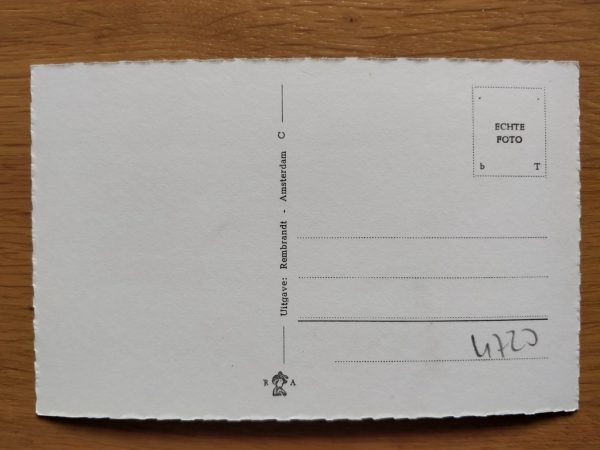 Uitgave: Rembrandt - Amsterdam C
ECHTE
FOTO
b T
R A
4720